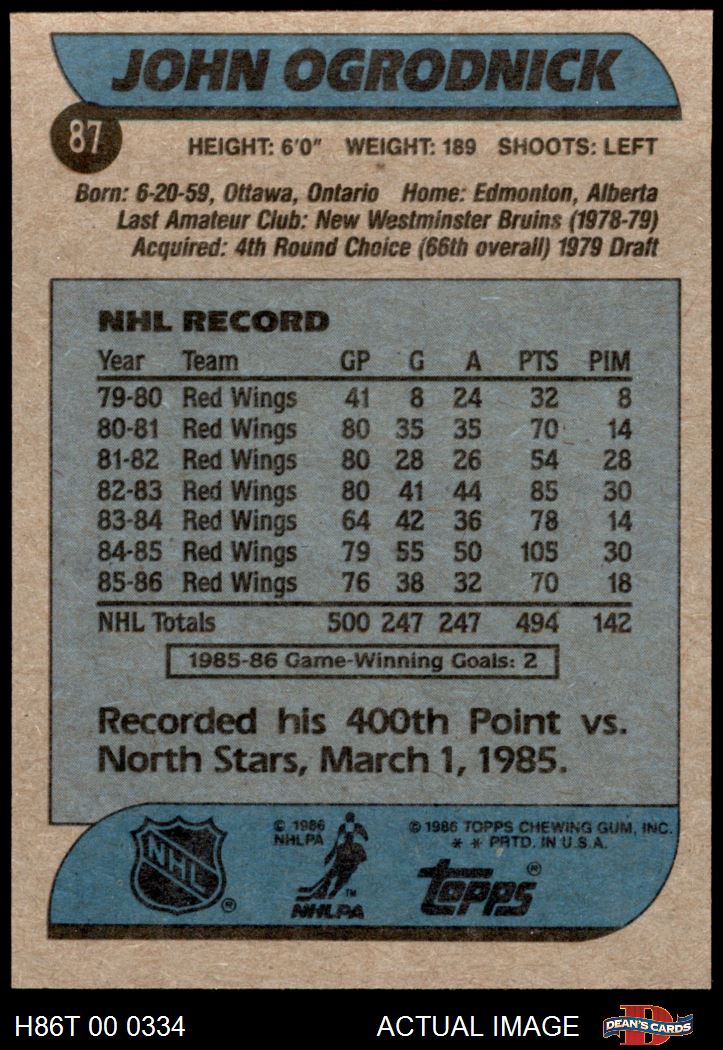 JOHN OGRODNICK
87
HEIGHT: 6'0" WEIGHT: 189 SHOOTS: LEFT
Born: 6-20-59, Ottawa, Ontario Home: Edmonton, Alberta
Last Amateur Club: New Westminster Bruins (1978-79)
Acquired: 4th Round Choice (66th overall) 1979 Draft
NHL RECORD
Year Team GP G A PTS PIM
79-80 Red Wings 41 8 24 32 8
80-81 Red Wings 80 35 35 70 14
81-82 Red Wings 80 28 26 54 28
82-83 Red Wings 80 41 44 85 30
83-84 Red Wings 64 42 36 78 14
84-85 Red Wings 79 55 50 105 30
85-86 Red Wings 76 38 32 70 18
NHL Totals 500 247 247 494 142
1985-86 Game-Winning Goals: 2
Recorded his 400th Point vs.
North Stars, March 1, 1985.
NHL ®
© 1986
NHLPA
TM
NHLPA
© 1986 TOPPS CHEWING GUM, INC.
* * PRTD. IN U.S.A.
topps ®
H86T 00 0334 ACTUAL IMAGE
D
DEAN'S CARDS